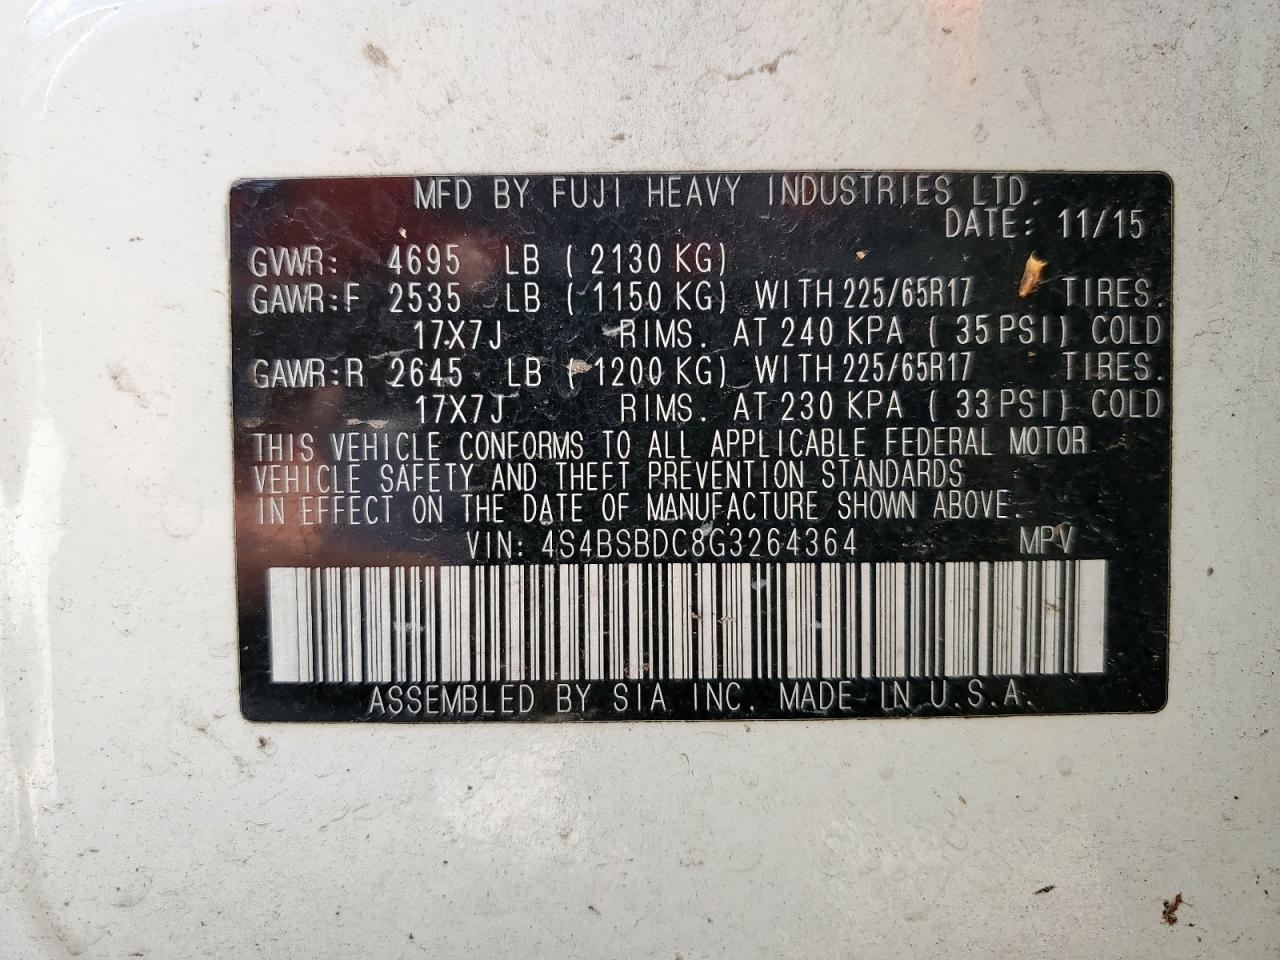 MFD BY FUJI HEAVY INDUSTRIES LTD.
DATE: 11/15
GVWR: 4695 LB (2130 KG)
GAWR:F 2535 LB (1150 KG) WITH 225/65R17 TIRES.
17X7J RIMS. AT 240 KPA (35PSI) COLD
GAWR:R 2645 LB (1200 KG) WITH 225/65R17 TIRES.
17X7J RIMS. AT 230 KPA (33PSI) COLD
THIS VEHICLE CONFORMS TO ALL APPLICABLE FEDERAL MOTOR
VEHICLE SAFETY AND THEFT PREVENTION STANDARDS
IN EFFECT ON THE DATE OF MANUFACTURE SHOWN ABOVE.
VIN: 4S4BSBDC8G3264364 MPV
ASSEMBLED BY SIA INC. MADE IN U.S.A.